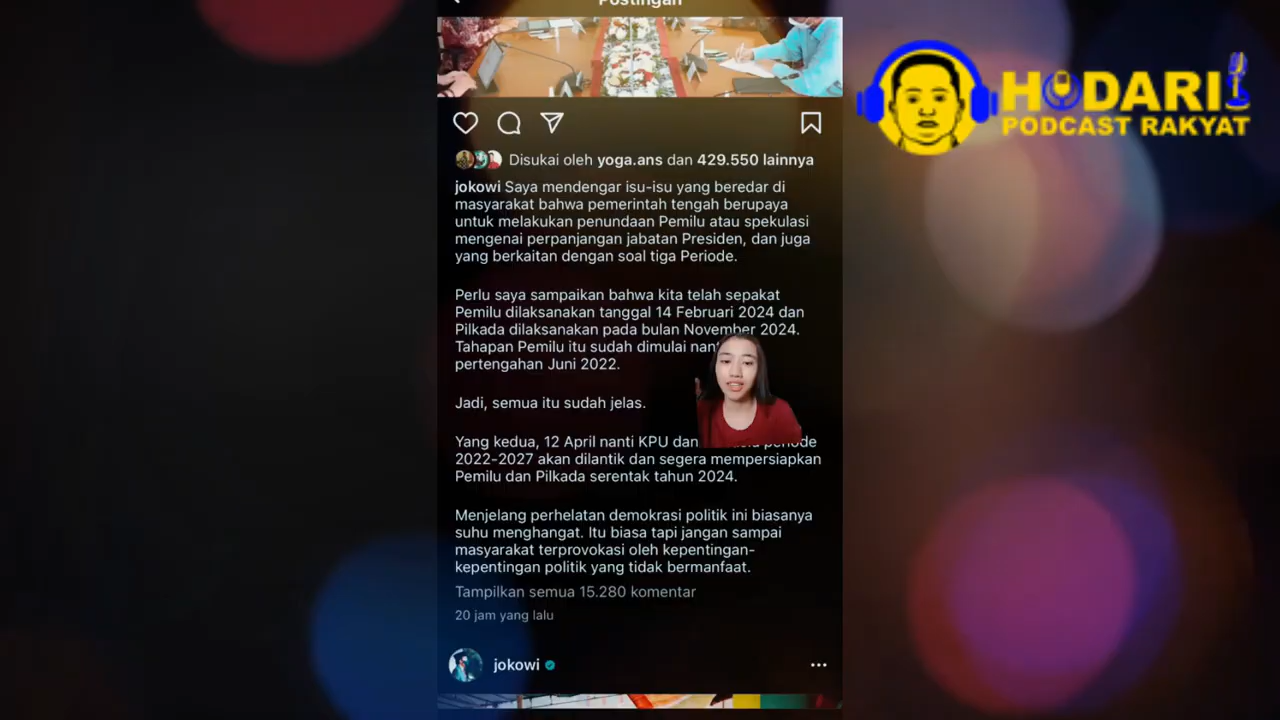 Postingan
HODARI
PODCAST RAKYAT
Disukai oleh yoga.ans dan 429.550 lainnya
jokowi Saya mendengar isu-isu yang beredar di
masyarakat bahwa pemerintah tengah berupaya
untuk melakukan penundaan Pemilu atau spekulasi
mengenai perpanjangan jabatan Presiden, dan juga
yang berkaitan dengan soal tiga Periode.
Perlu saya sampaikan bahwa kita telah sepakat
Pemilu dilaksanakan tanggal 14 Februari 2024 dan
Pilkada dilaksanakan pada bulan November 2024.
Tahapan Pemilu itu sudah dimulai
pertengahan Juni 2022.
Jadi, semua itu sudah jelas.
Yang kedua, 12 April nanti KPU dan periode
2022-2027 akan dilantik dan segera mempersiapkan
Pemilu dan Pilkada serentak tahun 2024.
Menjelang perhelatan demokrasi politik ini biasanya
suhu menghangat. Itu biasa tapi jangan sampai
masyarakat terprovokasi oleh kepentingan-
kepentingan politik yang tidak bermanfaat.
Tampilkan semua 15.280 komentar
20 jam yang lalu
jokowi